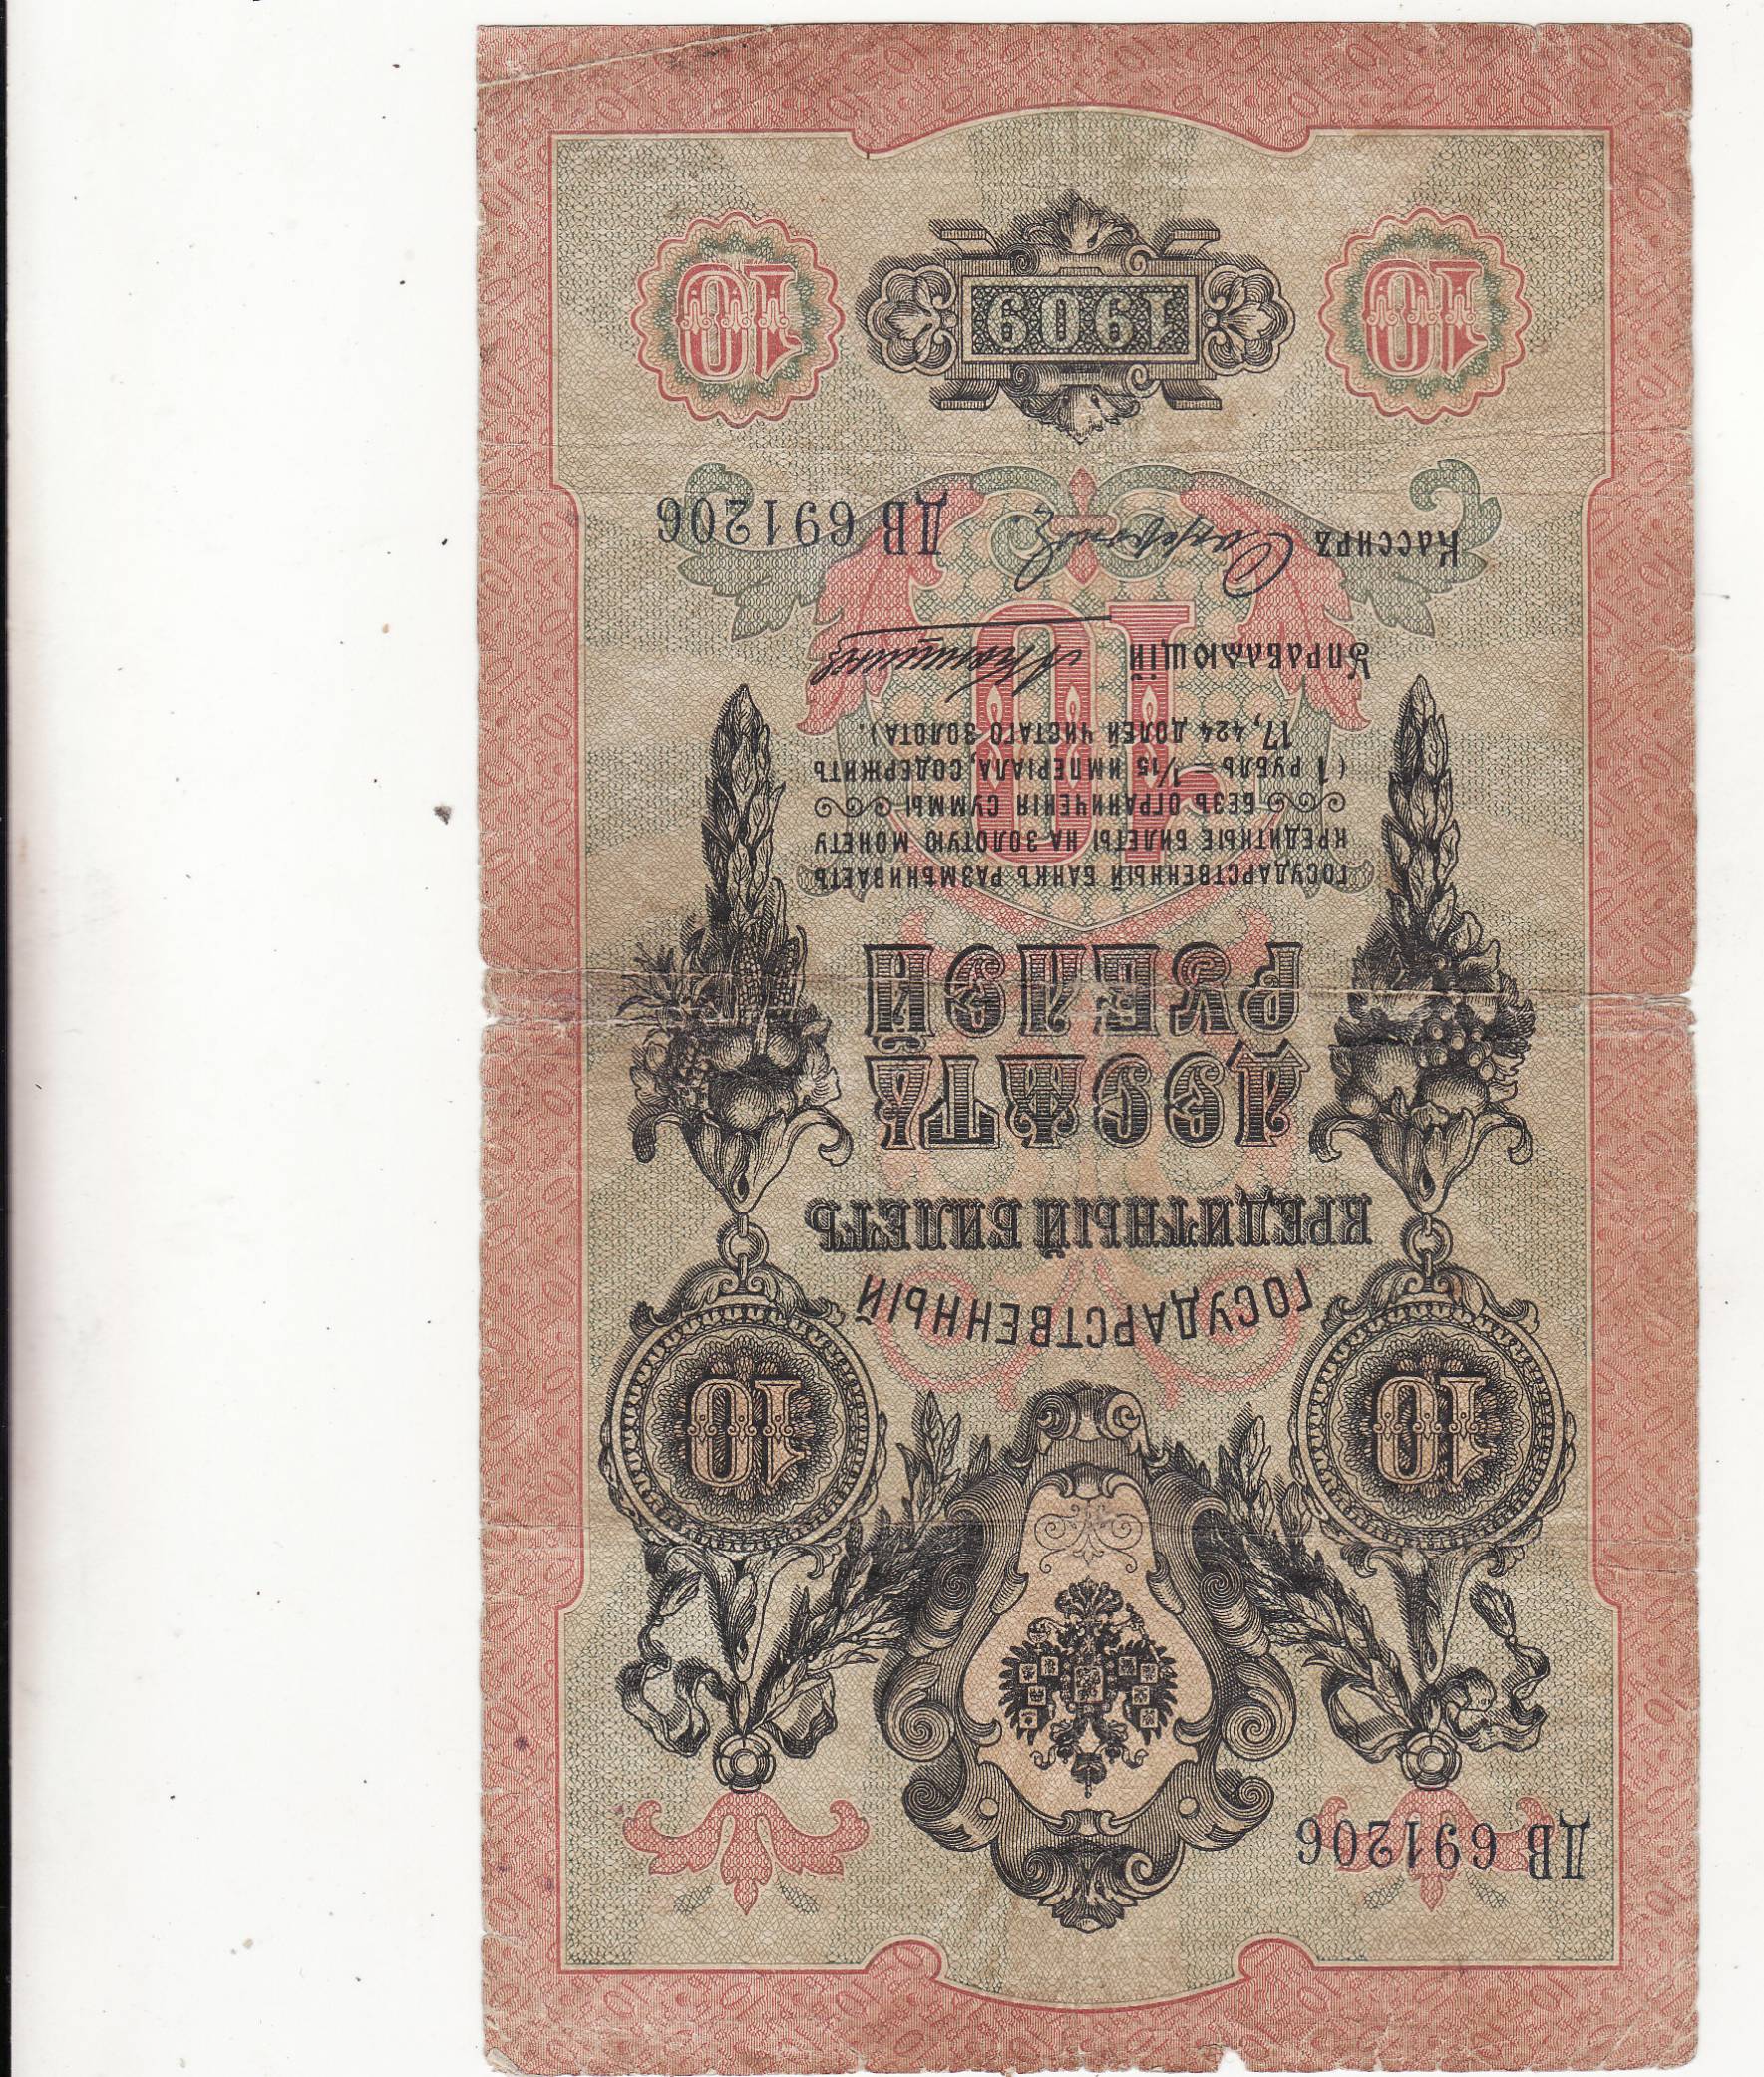 ДВ 691206
10
10
ГОСУДАРСТВЕННЫЙ
КРЕДИТНЫЙ БИЛЕТЪ
ДЕСЯТЬ
РУБЛЕЙ
ГОСУДАРСТВЕННЫЙ БАНКЪ РАЗМѢНИВАЕТЪ
КРЕДИТНЫЕ БИЛЕТЫ НА ЗОЛОТУЮ МОНЕТУ
БЕЗЪ ОГРАНИЧЕНІЯ СУММЫ
(1 РУБЛЬ = 1/15 ИМПЕРІАЛА, СОДЕРЖИТЪ
17,424 ДОЛЕЙ ЧИСТАГО ЗОЛОТА).
10
Управляющій
Кассиръ
ДВ 691206
10
1909
10